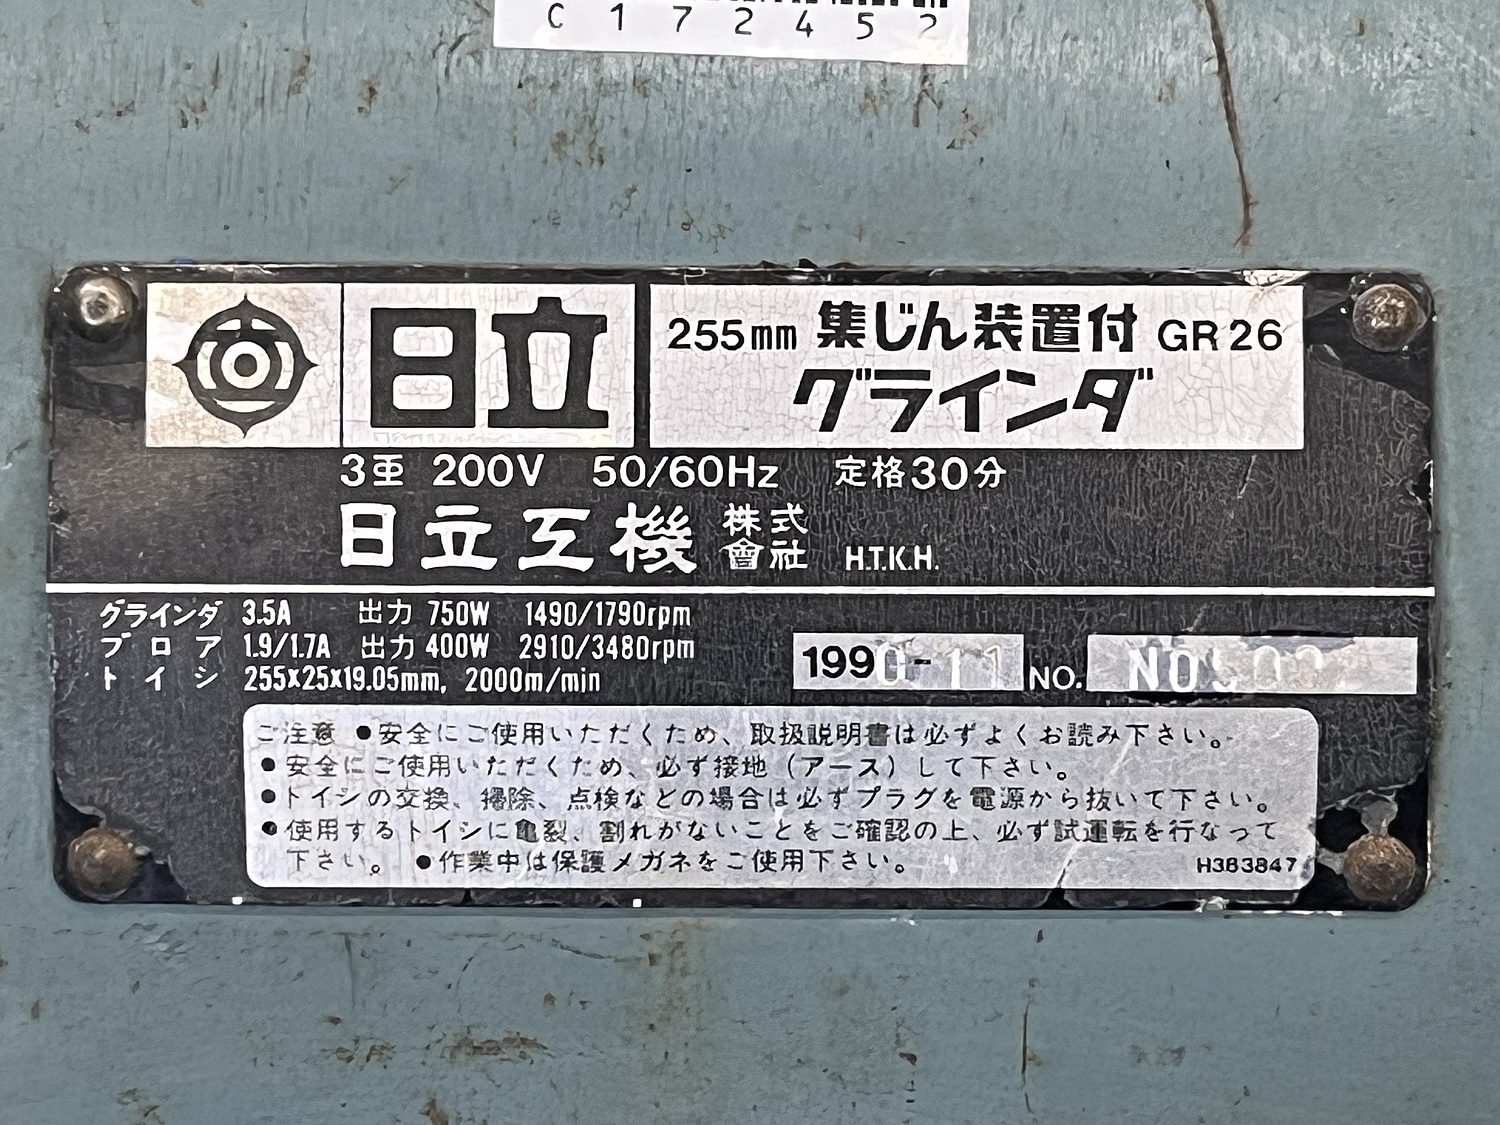 C172452
日立
255mm 集じん装置付 GR26
グラインダ
3重 200V 50/60Hz 定格30分
日立工機 株式會社 H.T.K.H.
グラインダ 3.5A 出力 750W 1490/1790rpm
ブロア 1.9/1.7A 出力 400W 2910/3480rpm
トイシ 255x25x19.05mm, 2000m/min
1990-11 NO.
ご注意 ●安全にご使用いただくため、取扱説明書は必ずよくお読み下さい。
●安全にご使用いただくため、必ず接地（アース）して下さい。
●トイシの交換、掃除、点検などの場合は必ずプラグを電源から抜いて下さい。
●使用するトイシに亀裂、割れがないことをご確認の上、必ず試運転を行なって
下さい。 ●作業中は保護メガネをご使用下さい。
H383847